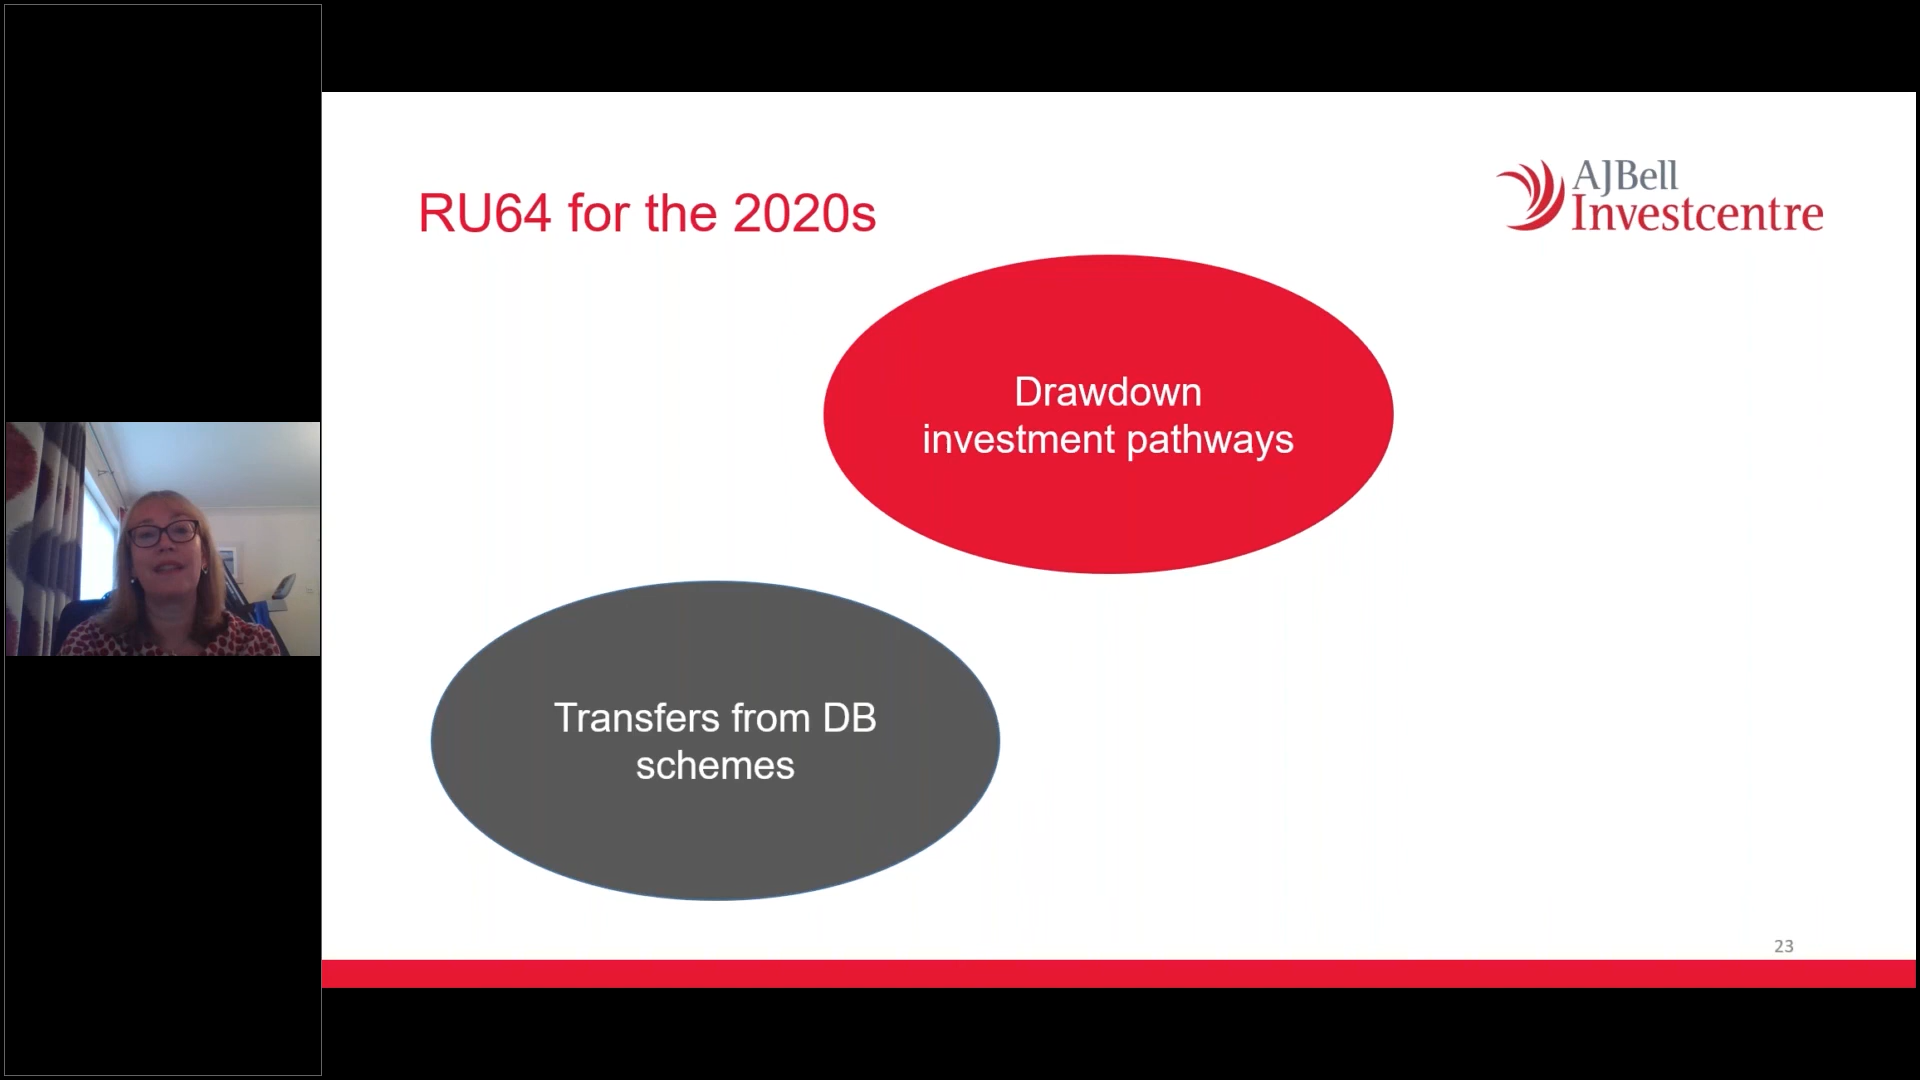 RU64 for the 2020s
AJBell
Investcentre
Drawdown
investment pathways
Transfers from DB
schemes
23